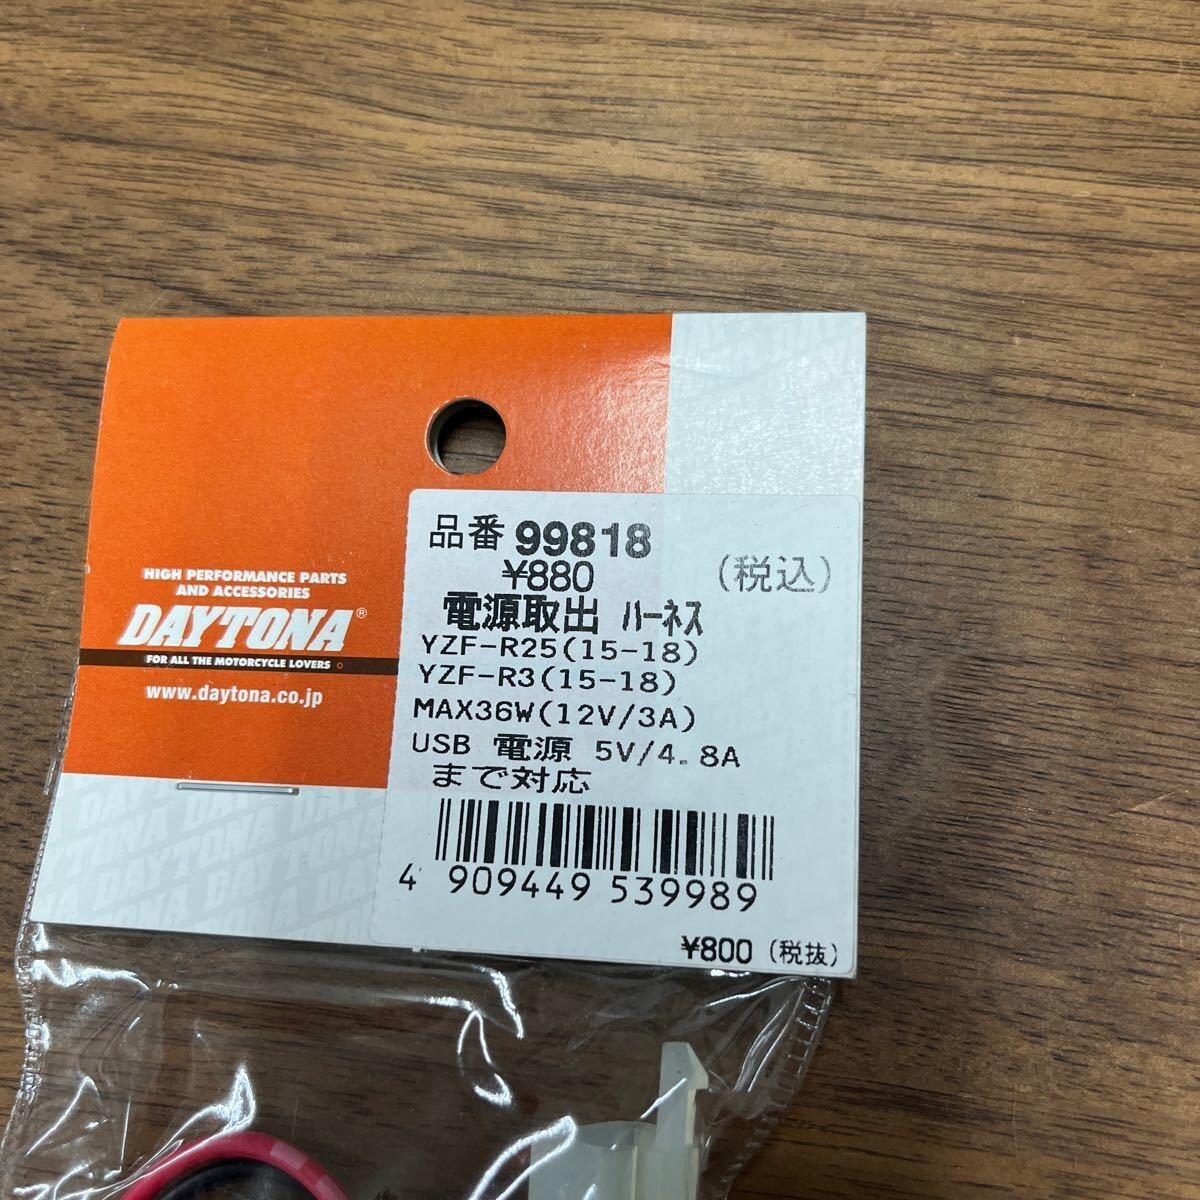 HIGH PERFORMANCE PARTS
AND ACCESSORIES
DAYTONA®
FOR ALL THE MOTORCYCLE LOVERS
www.daytona.co.jp
品番 99818
¥880 (税込)
電源取出 ハーネス
YZF-R25(15-18)
YZF-R3(15-18)
MAX36W(12V/3A)
USB 電源 5V/4.8A
まで対応
4 909449 539989
¥800 (税抜)
DAYTONA DAYTONA